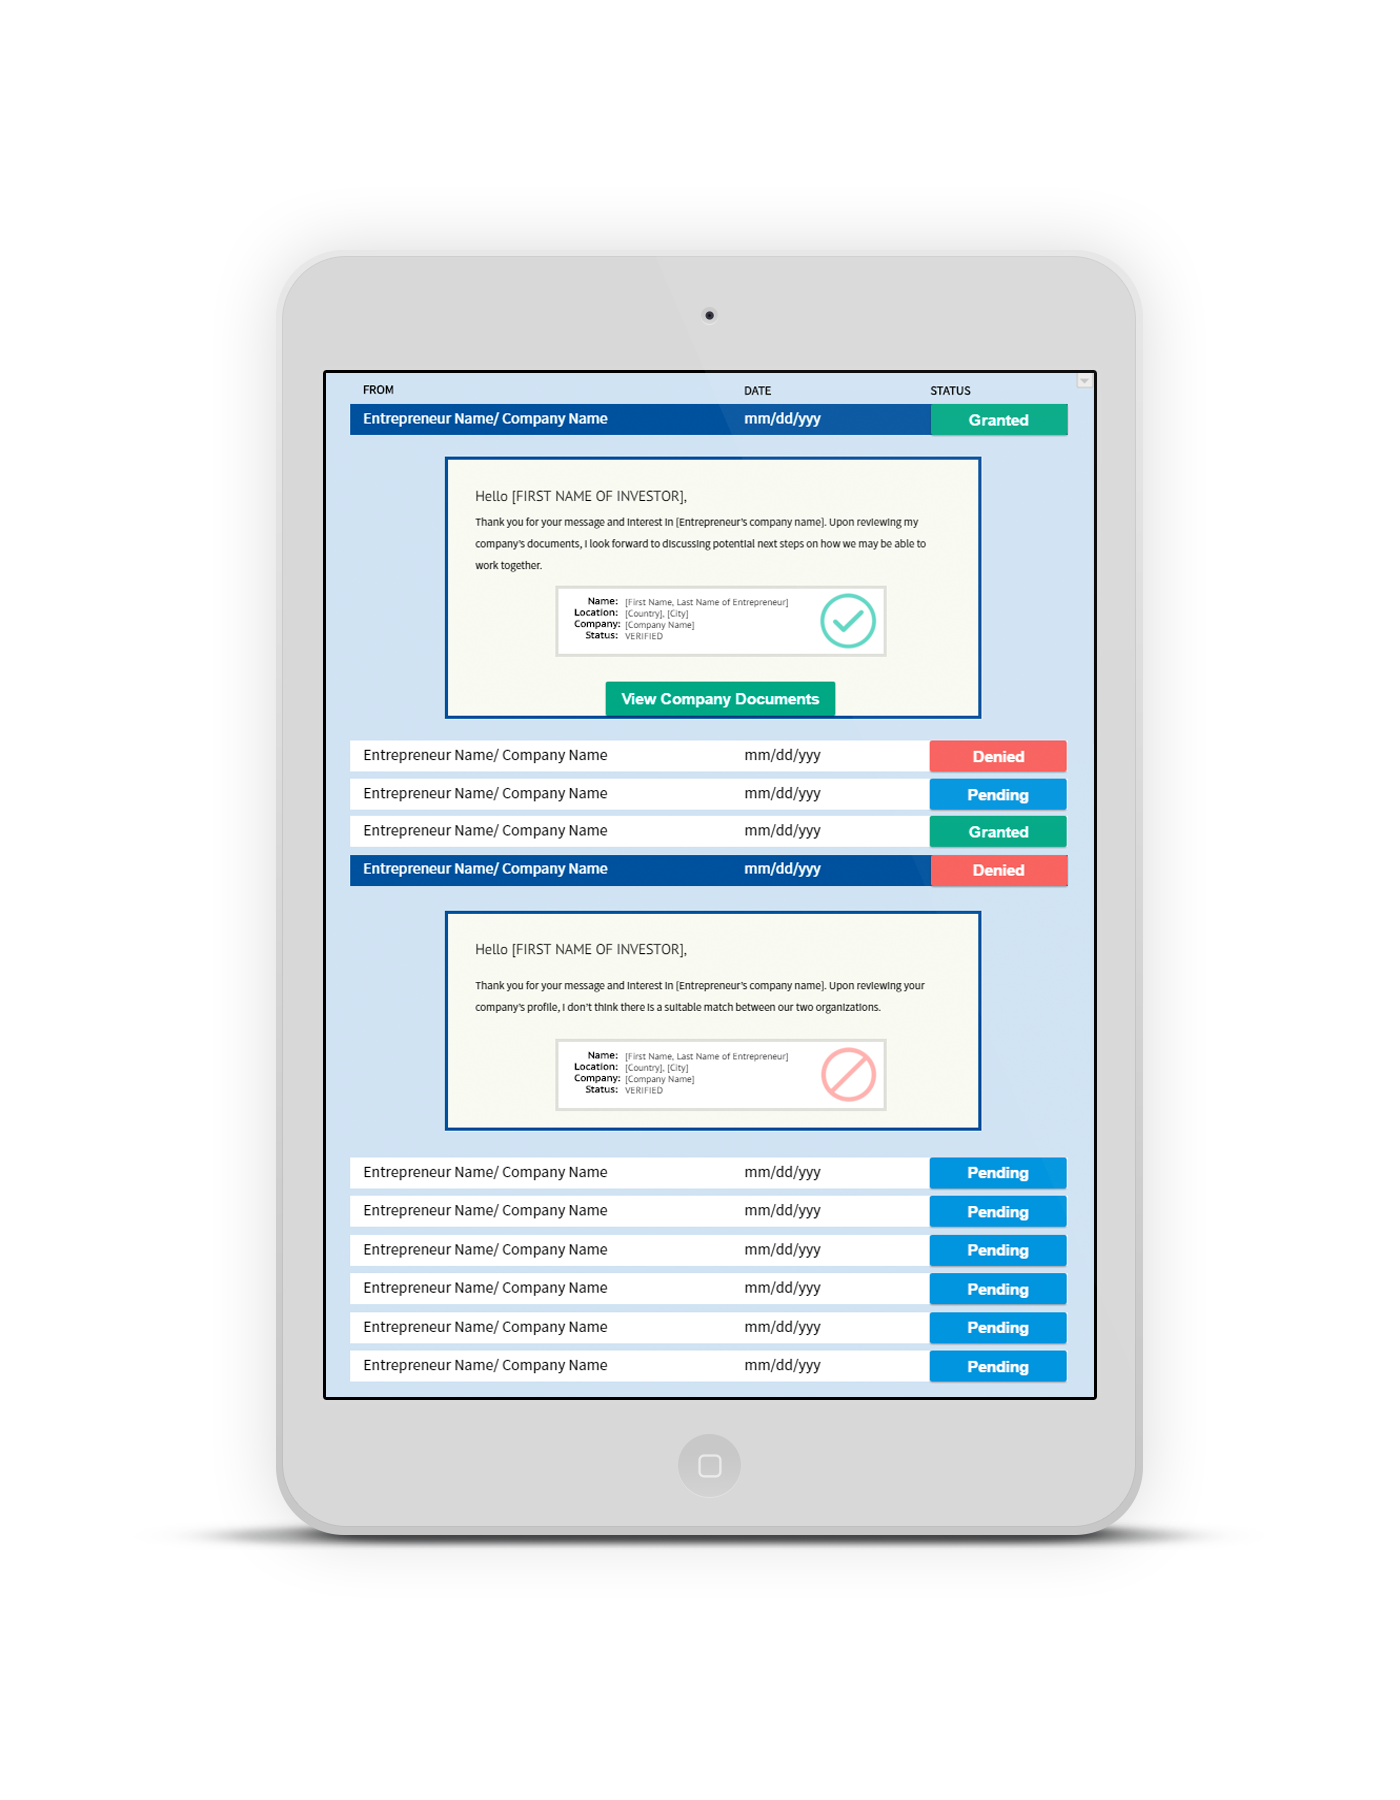 FROM DATE STATUS
Entrepreneur Name/ Company Name mm/dd/yyy Granted
Hello [FIRST NAME OF INVESTOR],
Thank you for your message and interest in [Entrepreneur's company name]. Upon reviewing my
company's documents, I look forward to discussing potential next steps on how we may be able to
work together.
Name: [First Name, Last Name of Entrepreneur]
Location: [Country], [City]
Company: [Company Name]
Status: VERIFIED
View Company Documents
Entrepreneur Name/ Company Name mm/dd/yyy Denied
Entrepreneur Name/ Company Name mm/dd/yyy Pending
Entrepreneur Name/ Company Name mm/dd/yyy Granted
Entrepreneur Name/ Company Name mm/dd/yyy Denied
Hello [FIRST NAME OF INVESTOR],
Thank you for your message and interest in [Entrepreneur's company name]. Upon reviewing your
company's profile, I don't think there is a suitable match between our two organizations.
Name: [First Name, Last Name of Entrepreneur]
Location: [Country], [City]
Company: [Company Name]
Status: VERIFIED
Entrepreneur Name/ Company Name mm/dd/yyy Pending
Entrepreneur Name/ Company Name mm/dd/yyy Pending
Entrepreneur Name/ Company Name mm/dd/yyy Pending
Entrepreneur Name/ Company Name mm/dd/yyy Pending
Entrepreneur Name/ Company Name mm/dd/yyy Pending
Entrepreneur Name/ Company Name mm/dd/yyy Pending